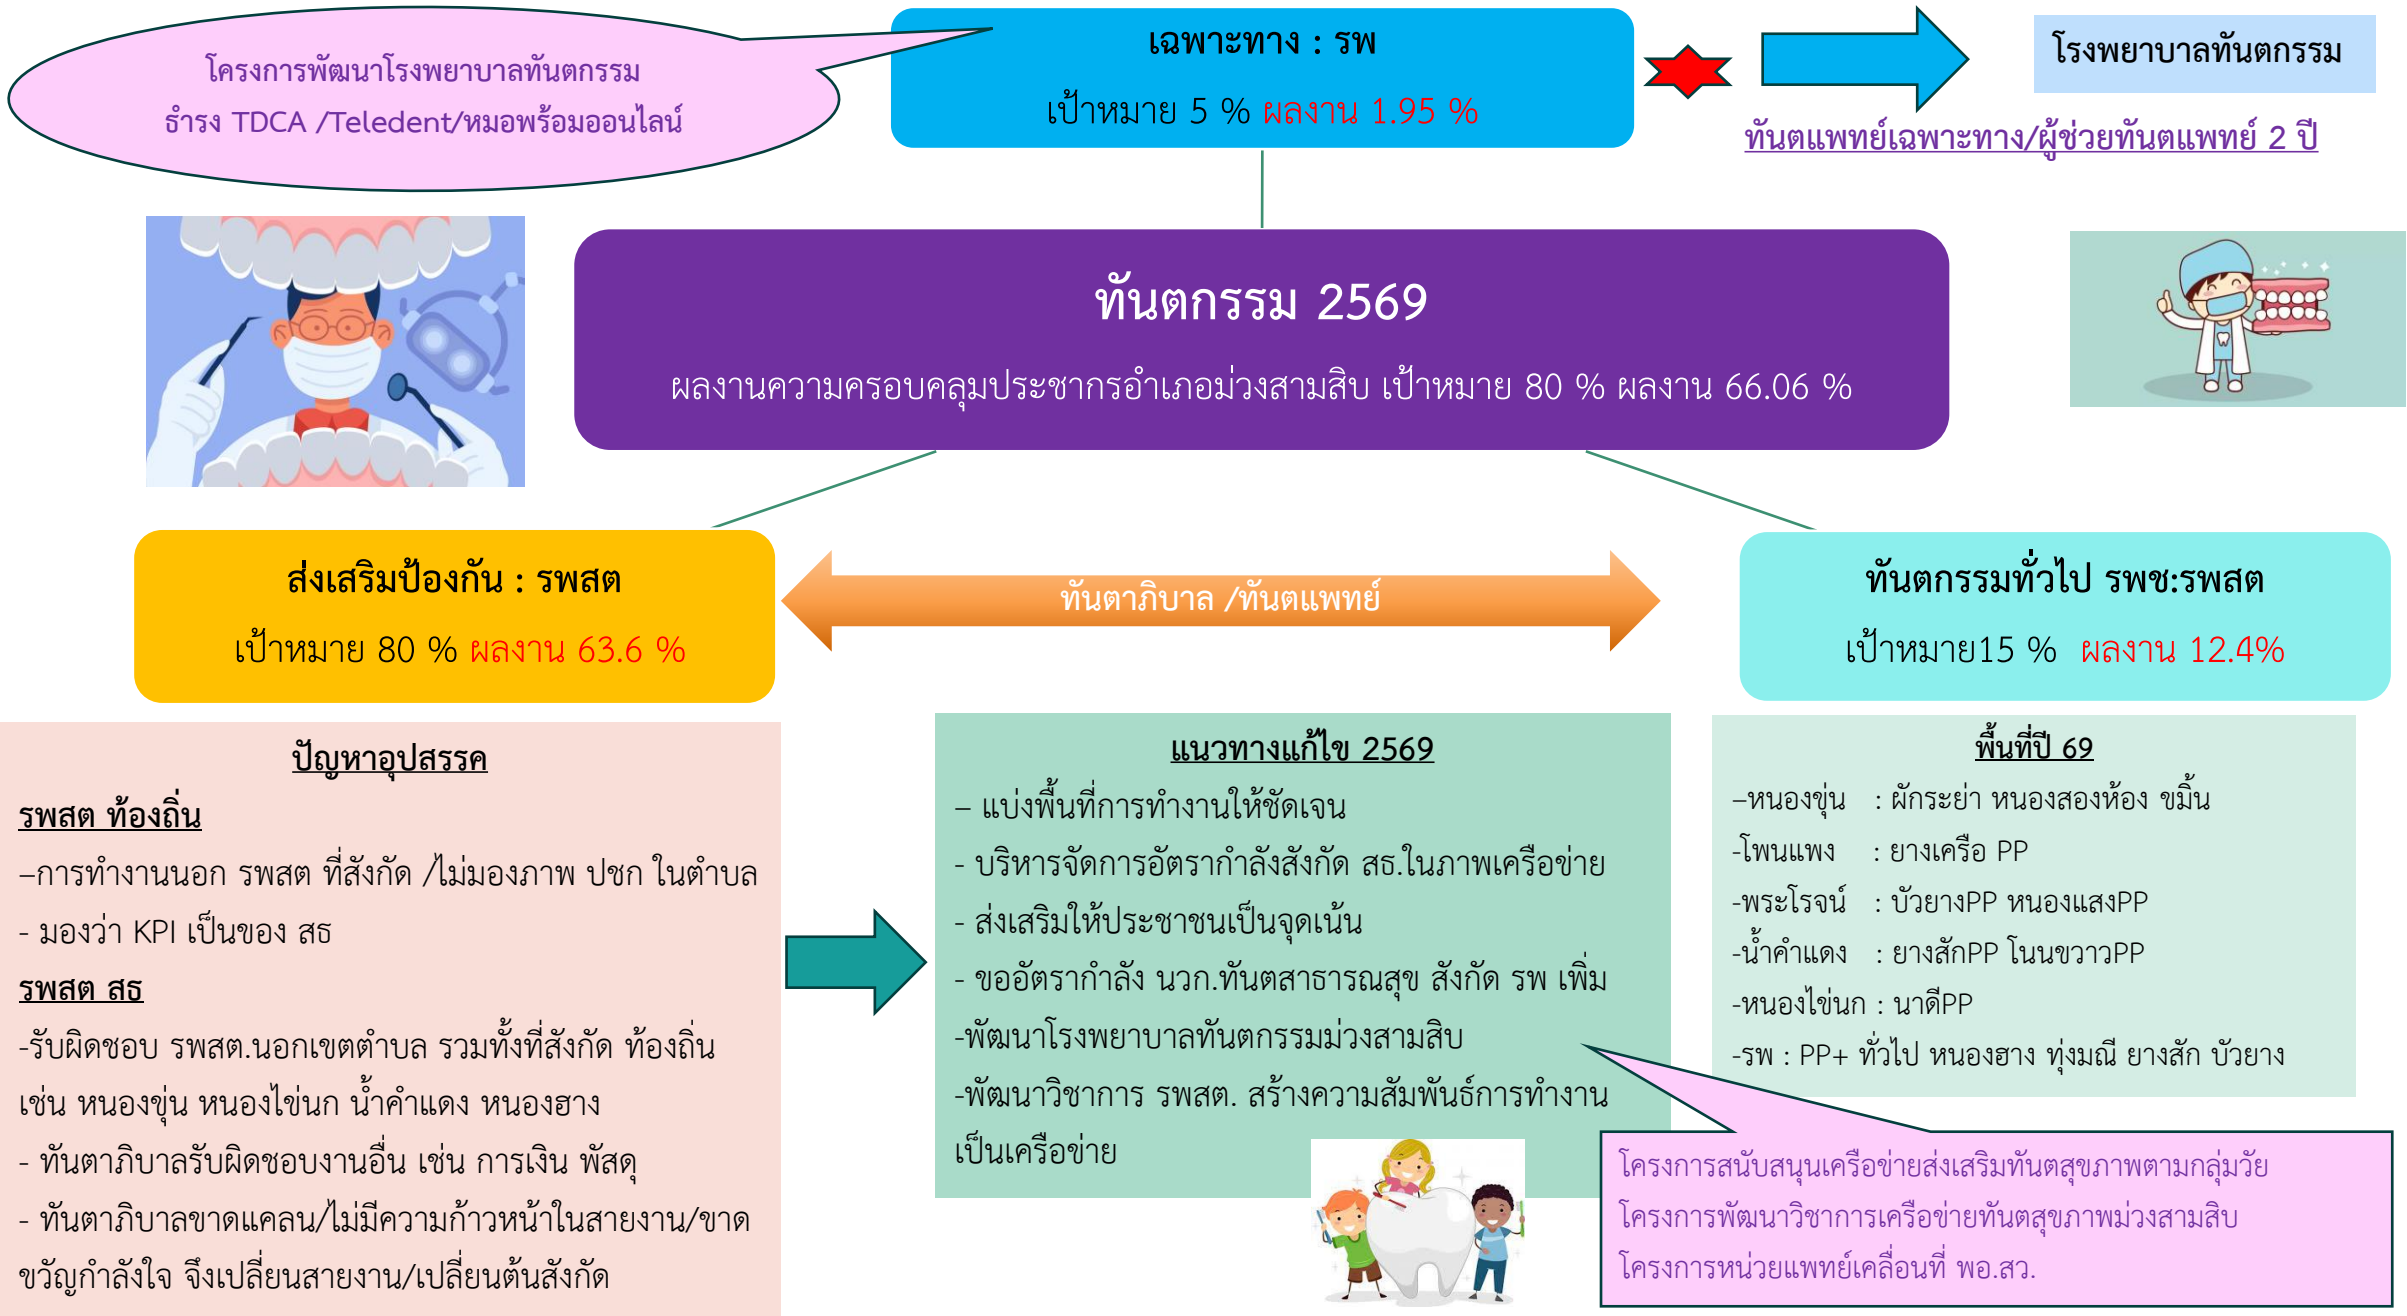 โครงการพัฒนาโรงพยาบาลทันตกรรม
ธำรง TDCA /Teledent/หมอพร้อมออนไลน์
เฉพาะทาง : รพ
เป้าหมาย 5 % ผลงาน 1.95 %
โรงพยาบาลทันตกรรม
ทันตแพทย์เฉพาะทาง/ผู้ช่วยทันตแพทย์ 2 ปี
ทันตกรรม 2569
ผลงานความครอบคลุมประชากรอำเภอม่วงสามสิบ เป้าหมาย 80 % ผลงาน 66.06 %
ส่งเสริมป้องกัน : รพสต
เป้าหมาย 80 % ผลงาน 63.6 %
ทันตาภิบาล /ทันตแพทย์
ทันตกรรมทั่วไป รพช:รพสต
เป้าหมาย15 % ผลงาน 12.4%
ปัญหาอุปสรรค
รพสต ท้องถิ่น
–การทำงานนอก รพสต ที่สังกัด /ไม่มองภาพ ปชก ในตำบล
- มองว่า KPI เป็นของ สธ
รพสต สธ
-รับผิดชอบ รพสต.นอกเขตตำบล รวมทั้งที่สังกัด ท้องถิ่น
เช่น หนองขุ่น หนองไข่นก น้ำคำแดง หนองฮาง
- ทันตาภิบาลรับผิดชอบงานอื่น เช่น การเงิน พัสดุ
- ทันตาภิบาลขาดแคลน/ไม่มีความก้าวหน้าในสายงาน/ขาด
ขวัญกำลังใจ จึงเปลี่ยนสายงาน/เปลี่ยนต้นสังกัด
แนวทางแก้ไข 2569
– แบ่งพื้นที่การทำงานให้ชัดเจน
- บริหารจัดการอัตรากำลังสังกัด สธ.ในภาพเครือข่าย
- ส่งเสริมให้ประชาชนเป็นจุดเน้น
- ขออัตรากำลัง นวก.ทันตสาธารณสุข สังกัด รพ เพิ่ม
-พัฒนาโรงพยาบาลทันตกรรมม่วงสามสิบ
-พัฒนาวิชาการ รพสต. สร้างความสัมพันธ์การทำงาน
เป็นเครือข่าย
พื้นที่ปี 69
–หนองขุ่น : ผักระย่า หนองสองห้อง ขมิ้น
-โพนแพง : ยางเครือ PP
-พระโรจน์ : บัวยางPP หนองแสงPP
-น้ำคำแดง : ยางสักPP โนนขวาวPP
-หนองไข่นก : นาดีPP
-รพ : PP+ ทั่วไป หนองฮาง ทุ่งมณี ยางสัก บัวยาง
โครงการสนับสนุนเครือข่ายส่งเสริมทันตสุขภาพตามกลุ่มวัย
โครงการพัฒนาวิชาการเครือข่ายทันตสุขภาพม่วงสามสิบ
โครงการหน่วยแพทย์เคลื่อนที่ พอ.สว.